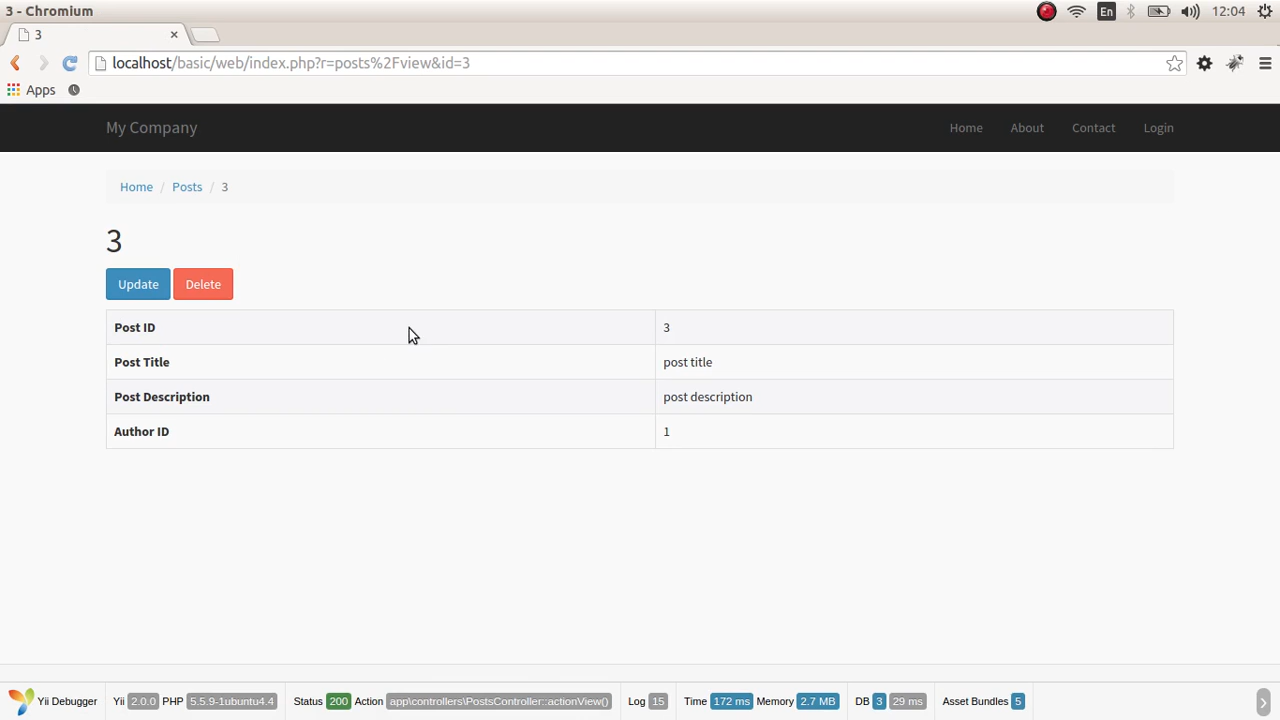 3 - Chromium En 12:04
3
localhost/basic/web/index.php?r=posts%2Fview&id=3
Apps
My Company Home About Contact Login
Home / Posts / 3
3
Update Delete
Post ID 3
Post Title post title
Post Description post description
Author ID 1
Yii Debugger Yii 2.0.0 PHP 5.5.9-1ubuntu4.4 Status 200 Action app\controllers\PostsController::actionView() Log 15 Time 172 ms Memory 2.7 MB DB 3 29 ms Asset Bundles 5